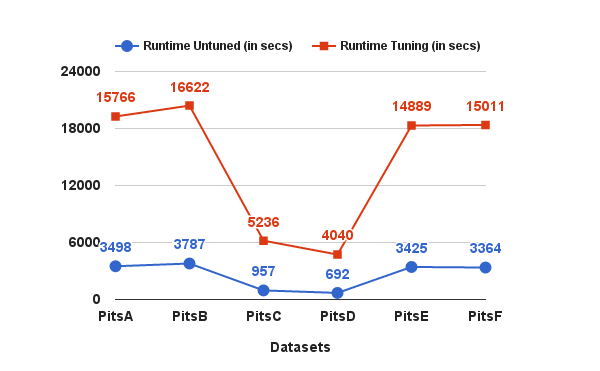 Runtime Untuned (in secs) Runtime Tuning (in secs)
24000
15766 16622 14889 15011
18000
12000
5236 4040
6000
3498 3787 957 692 3425 3364
0
PitsA PitsB PitsC PitsD PitsE PitsF
Datasets